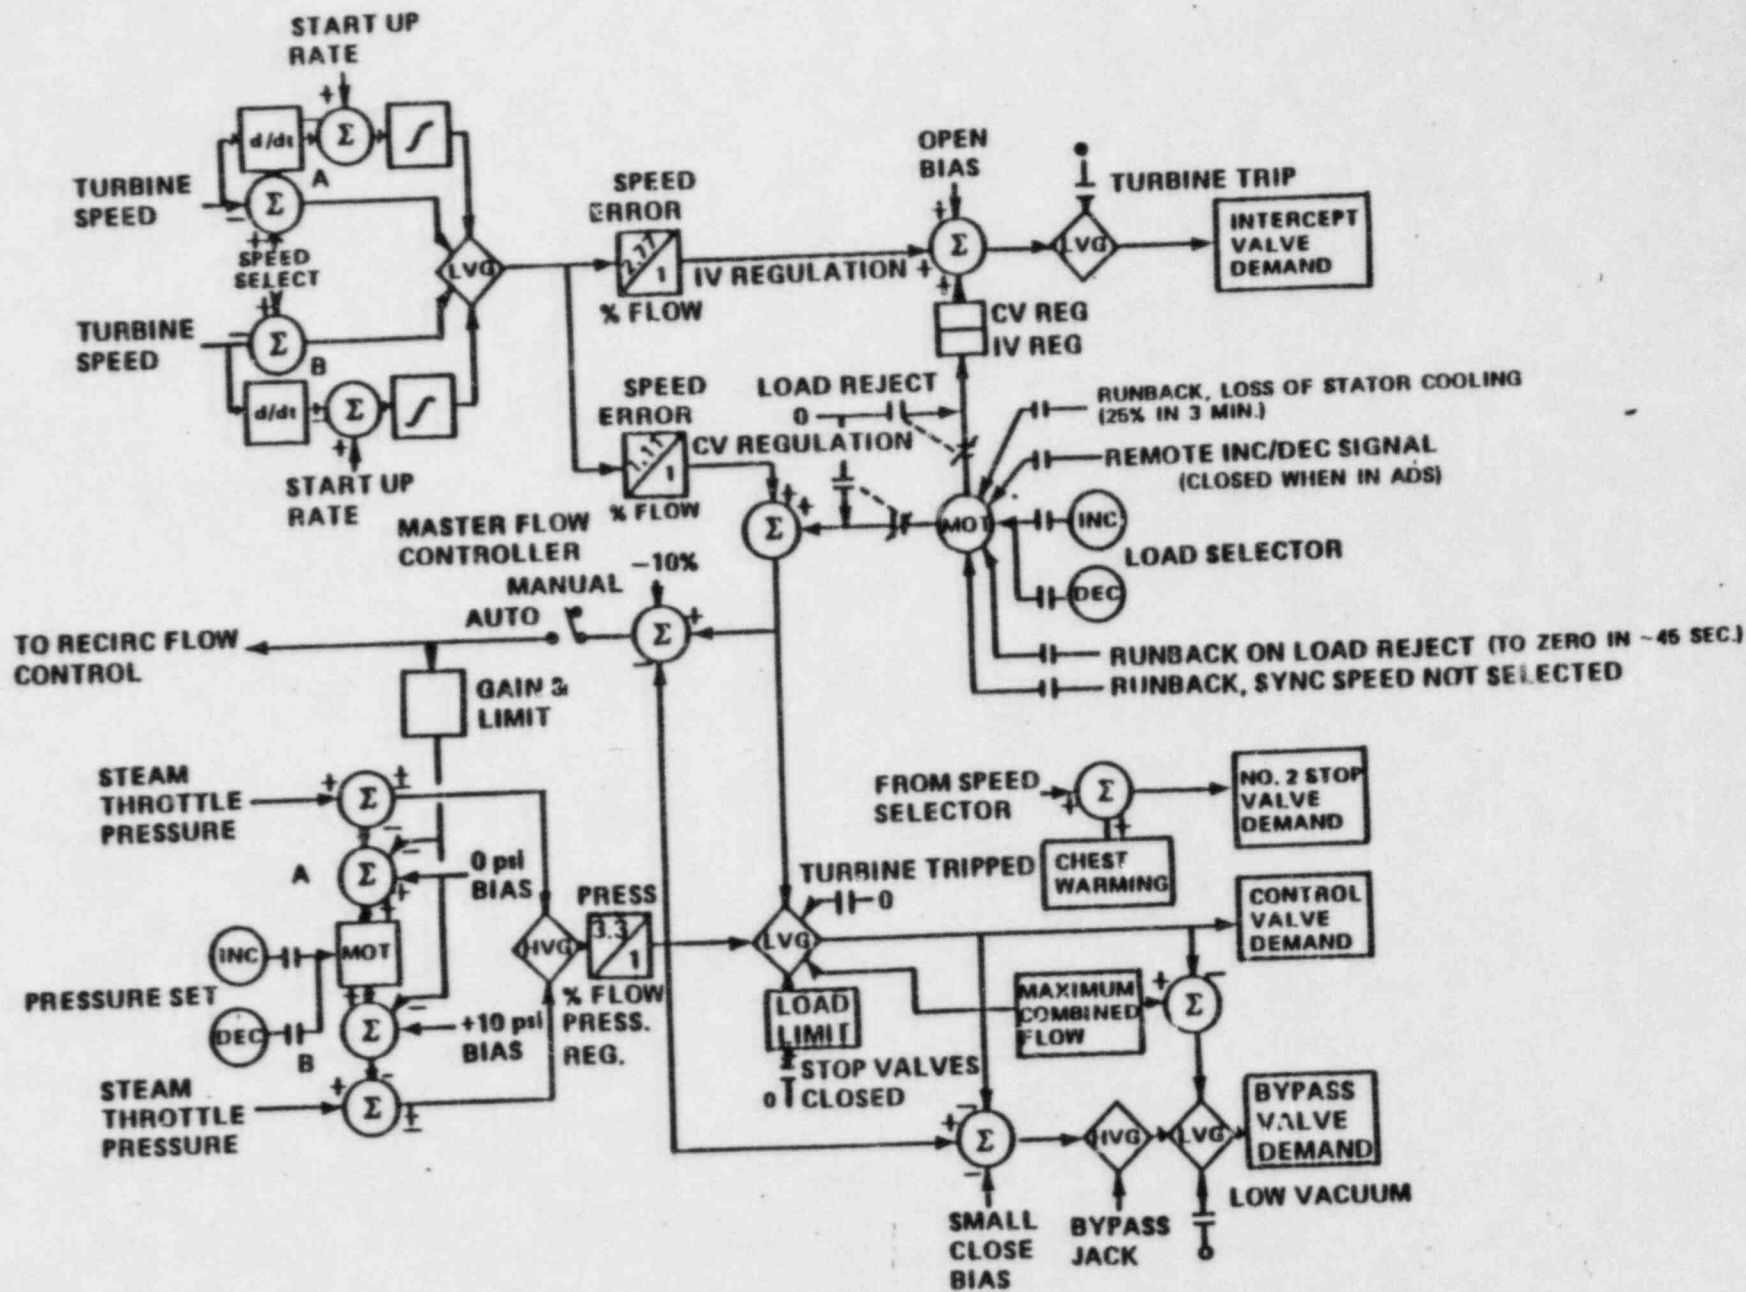 START UP
RATE
+
d/dt
Σ
∫
A
TURBINE
SPEED
−
Σ
+
SPEED
SELECT
+
LVG
TURBINE
SPEED
−
Σ
B
d/dt
Σ
∫
+
START UP
RATE
SPEED
ERROR
2.77
1
% FLOW
IV REGULATION
+
OPEN
BIAS
+
Σ
+
TURBINE TRIP
LVG
INTERCEPT
VALVE
DEMAND
CV REG
IV REG
SPEED
ERROR
1.11
1
% FLOW
LOAD REJECT
0
CV REGULATION
+
+
Σ
MOT
RUNBACK, LOSS OF STATOR COOLING
(25% IN 3 MIN.)
REMOTE INC/DEC SIGNAL
(CLOSED WHEN IN ADS)
INC
LOAD SELECTOR
DEC
RUNBACK ON LOAD REJECT (TO ZERO IN ~45 SEC.)
RUNBACK, SYNC SPEED NOT SELECTED
MASTER FLOW
CONTROLLER
−10%
MANUAL
AUTO
Σ
+
−
TO RECIRC FLOW
CONTROL
GAIN &
LIMIT
STEAM
THROTTLE
PRESSURE
+
Σ
±
−
−
A
Σ
+
+
0 psi
BIAS
INC
MOT
PRESSURE SET
DEC
+
−
B
Σ
+10 psi
BIAS
−
STEAM
THROTTLE
PRESSURE
+
Σ
±
HVG
PRESS
3.3
1
% FLOW
PRESS.
REG.
FROM SPEED
SELECTOR
+
Σ
+
NO. 2 STOP
VALVE
DEMAND
CHEST
WARMING
TURBINE TRIPPED
0
LVG
LOAD
LIMIT
STOP VALVES
CLOSED
0
CONTROL
VALVE
DEMAND
MAXIMUM
COMBINED
FLOW
+
−
Σ
−
+
Σ
−
HVG
LVG
BYPASS
VALVE
DEMAND
LOW VACUUM
SMALL
CLOSE
BIAS
BYPASS
JACK